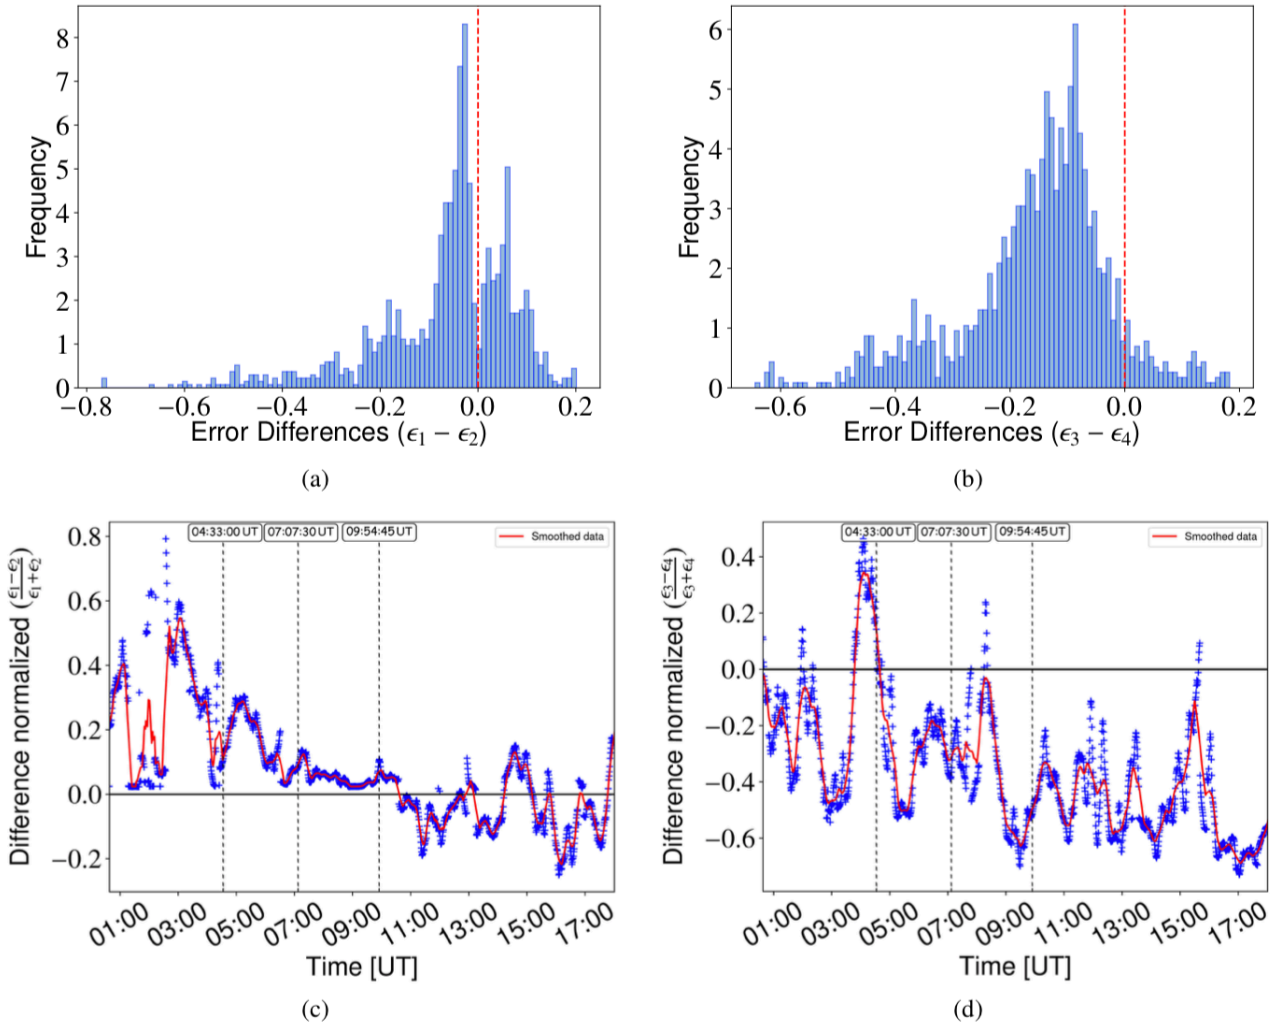 8
7
6
5
4
3
2
1
0
Frequency
−0.8 −0.6 −0.4 −0.2 0.0 0.2
Error Differences (ϵ₁ − ϵ₂)
(a)
6
5
4
3
2
1
0
Frequency
−0.6 −0.4 −0.2 0.0 0.2
Error Differences (ϵ₃ − ϵ₄)
(b)
04:33:00 UT 07:07:30 UT 09:54:45 UT
Smoothed data
0.8
0.6
0.4
0.2
0.0
−0.2
Difference normalized (ϵ₁−ϵ₂/ϵ₁+ϵ₂)
01:00 03:00 05:00 07:00 09:00 11:00 13:00 15:00 17:00
Time [UT]
(c)
04:33:00 UT 07:07:30 UT 09:54:45 UT
Smoothed data
0.4
0.2
0.0
−0.2
−0.4
−0.6
Difference normalized (ϵ₃−ϵ₄/ϵ₃+ϵ₄)
01:00 03:00 05:00 07:00 09:00 11:00 13:00 15:00 17:00
Time [UT]
(d)